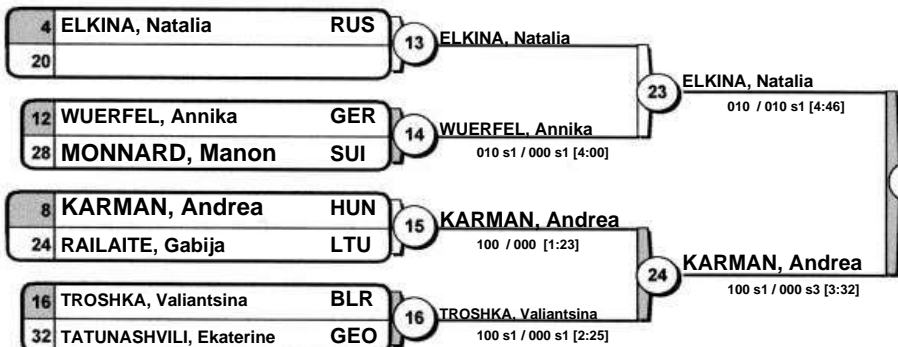 4 ELKINA, Natalia RUS
20
13 ELKINA, Natalia
12 WUERFEL, Annika GER
28 MONNARD, Manon SUI
14 WUERFEL, Annika
010 s1 / 000 s1 [4:00]
23 ELKINA, Natalia
010 / 010 s1 [4:46]
8 KARMAN, Andrea HUN
24 RAILAITE, Gabija LTU
15 KARMAN, Andrea
100 / 000 [1:23]
16 TROSHKA, Valiantsina BLR
32 TATUNASHVILI, Ekaterine GEO
16 TROSHKA, Valiantsina
100 s1 / 000 s1 [2:25]
24 KARMAN, Andrea
100 s1 / 000 s3 [3:32]